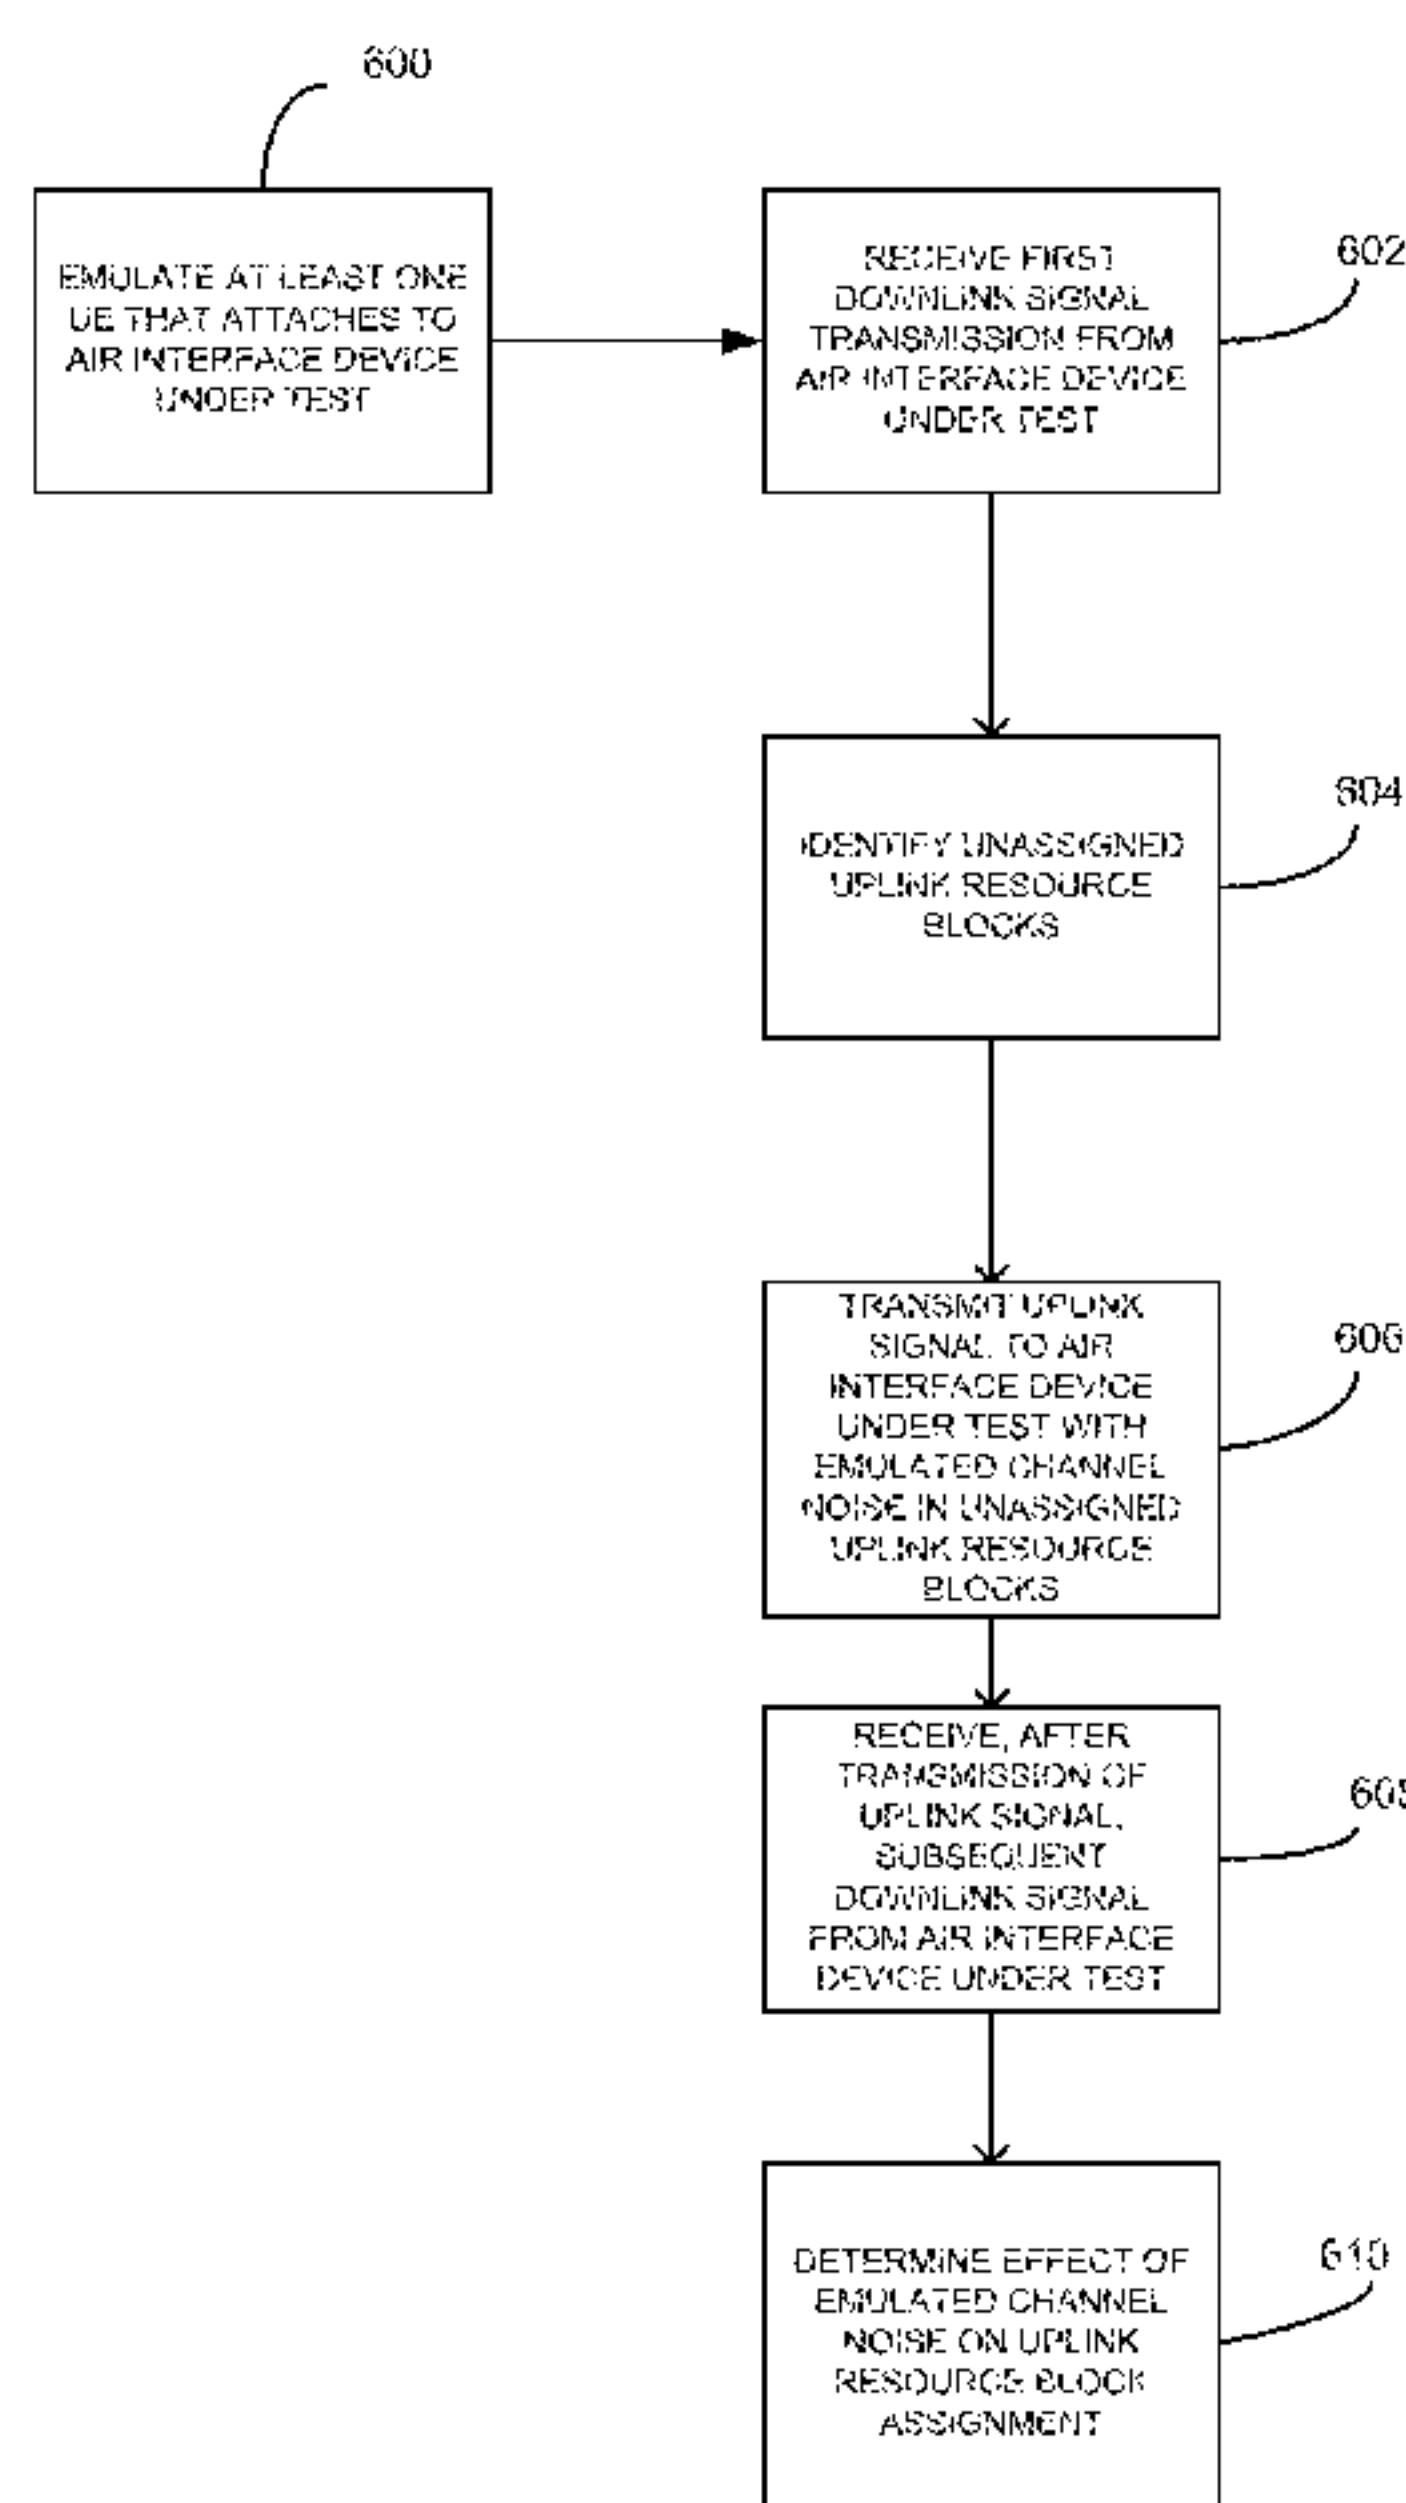 600
EMULATE AT LEAST ONE
UE THAT ATTACHES TO
AIR INTERFACE DEVICE
UNDER TEST
RECEIVE FIRST
DOWNLINK SIGNAL
TRANSMISSION FROM
AIR INTERFACE DEVICE
UNDER TEST
602
IDENTIFY UNASSIGNED
UPLINK RESOURCE
BLOCKS
604
TRANSMIT UPLINK
SIGNAL TO AIR
INTERFACE DEVICE
UNDER TEST WITH
EMULATED CHANNEL
NOISE IN UNASSIGNED
UPLINK RESOURCE
BLOCKS
606
RECEIVE, AFTER
TRANSMISSION OF
UPLINK SIGNAL,
SUBSEQUENT
DOWNLINK SIGNAL
FROM AIR INTERFACE
DEVICE UNDER TEST
DETERMINE EFFECT OF
EMULATED CHANNEL
NOISE ON UPLINK
RESOURCE BLOCK
ASSIGNMENT
610